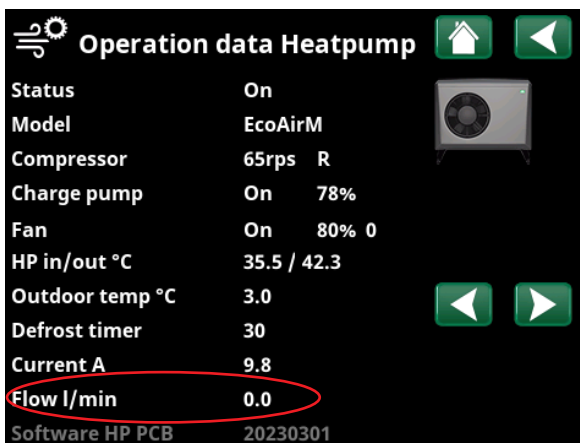 Operation data Heatpump
Status On
Model EcoAirM
Compressor 65rps R
Charge pump On 78%
Fan On 80% 0
HP in/out °C 35.5 / 42.3
Outdoor temp °C 3.0
Defrost timer 30
Current A 9.8
Flow l/min 0.0
Software HP PCB 20230301